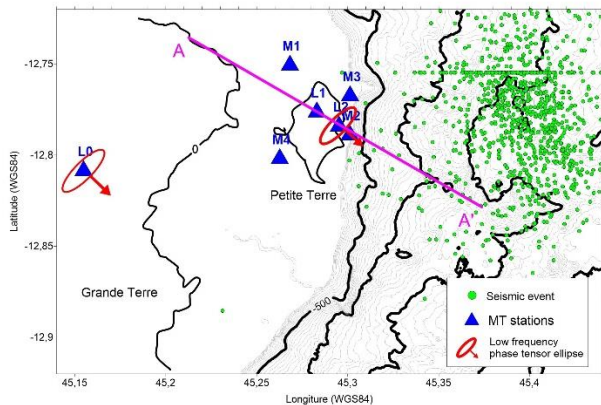 -12,75
-12,8
-12,85
-12,9
Latitude (WGS84)
A
M1
M3
L1
L2
M2
M4
L0
0
Petite Terre
A'
Grande Terre
-500
Seismic event
MT stations
Low frequency
phase tensor ellipse
45,15
45,2
45,25
45,3
45,35
45,4
Longiture (WGS84)